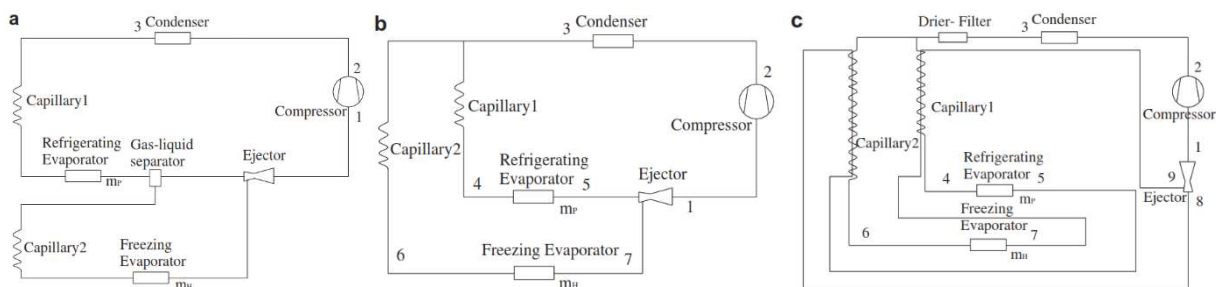 a
3 Condenser
2
Compressor
1
Capillary1
Refrigerating
Evaporator
mP
Gas-liquid
separator
Ejector
Capillary2
Freezing
Evaporator
mH
b
3 Condenser
2
Compressor
Capillary1
Capillary2
Refrigerating
4 Evaporator 5
mP
Ejector
1
6
Freezing Evaporator 7
mH
c
Drier- Filter
3 Condenser
2
Compressor
1
Capillary1
Capillary2
Refrigerating
4 Evaporator 5
mP
9
Ejector 8
Freezing
Evaporator
6
7
mH